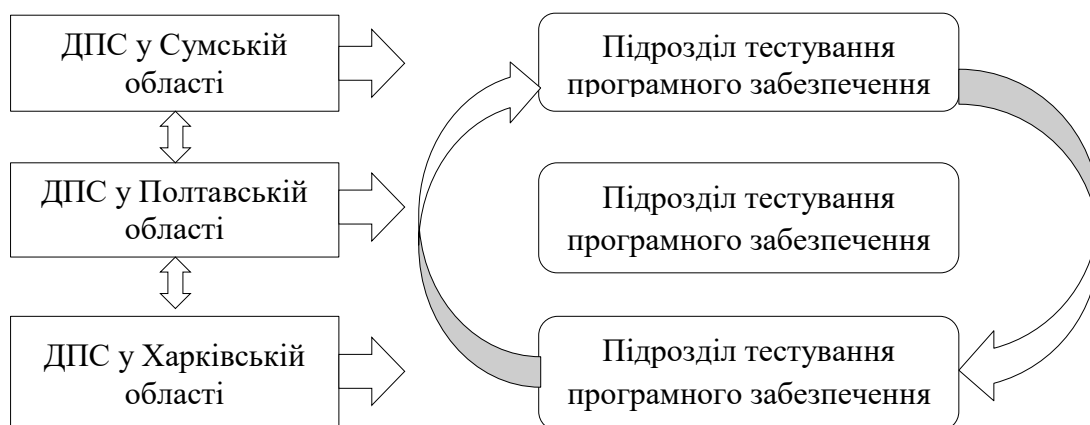 ДПС у Сумській
області
Підрозділ тестування
програмного забезпечення
ДПС у Полтавській
області
Підрозділ тестування
програмного забезпечення
ДПС у Харківській
області
Підрозділ тестування
програмного забезпечення